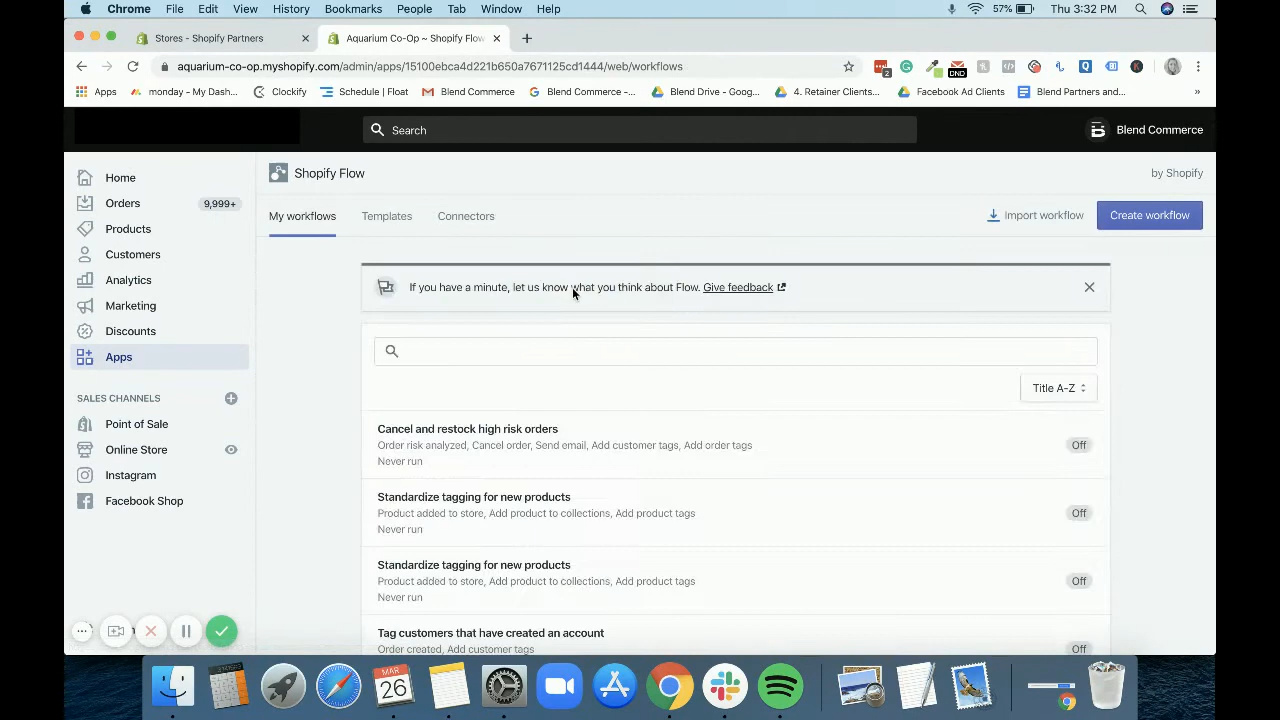 Chrome File Edit View History Bookmarks People Tab Window Help 57% Thu 3:32 PM
Stores - Shopify Partners Aquarium Co-Op ~ Shopify Flow
aquarium-co-op.myshopify.com/admin/apps/15100ebca4d221b650a7671125cd1444/web/workflows
Apps monday - My Dash... Clockify Schedule | Float Blend Commerce Blend Commerce -... Blend Drive - Goog... 4. Retainer Clients... Facebook Ad Clients Blend Partners and... »
Search Blend Commerce
Shopify Flow by Shopify
Home
Orders 9,999+
Products
Customers
Analytics
Marketing
Discounts
Apps
SALES CHANNELS
Point of Sale
Online Store
Instagram
Facebook Shop
My workflows Templates Connectors Import workflow Create workflow
If you have a minute, let us know what you think about Flow. Give feedback
Title A-Z
Cancel and restock high risk orders
Order risk analyzed, Cancel order, Send email, Add customer tags, Add order tags Off
Never run
Standardize tagging for new products
Product added to store, Add product to collections, Add product tags Off
Never run
Standardize tagging for new products
Product added to store, Add product to collections, Add product tags Off
Never run
Tag customers that have created an account
Order created, Add customer tags Off
MAR
26